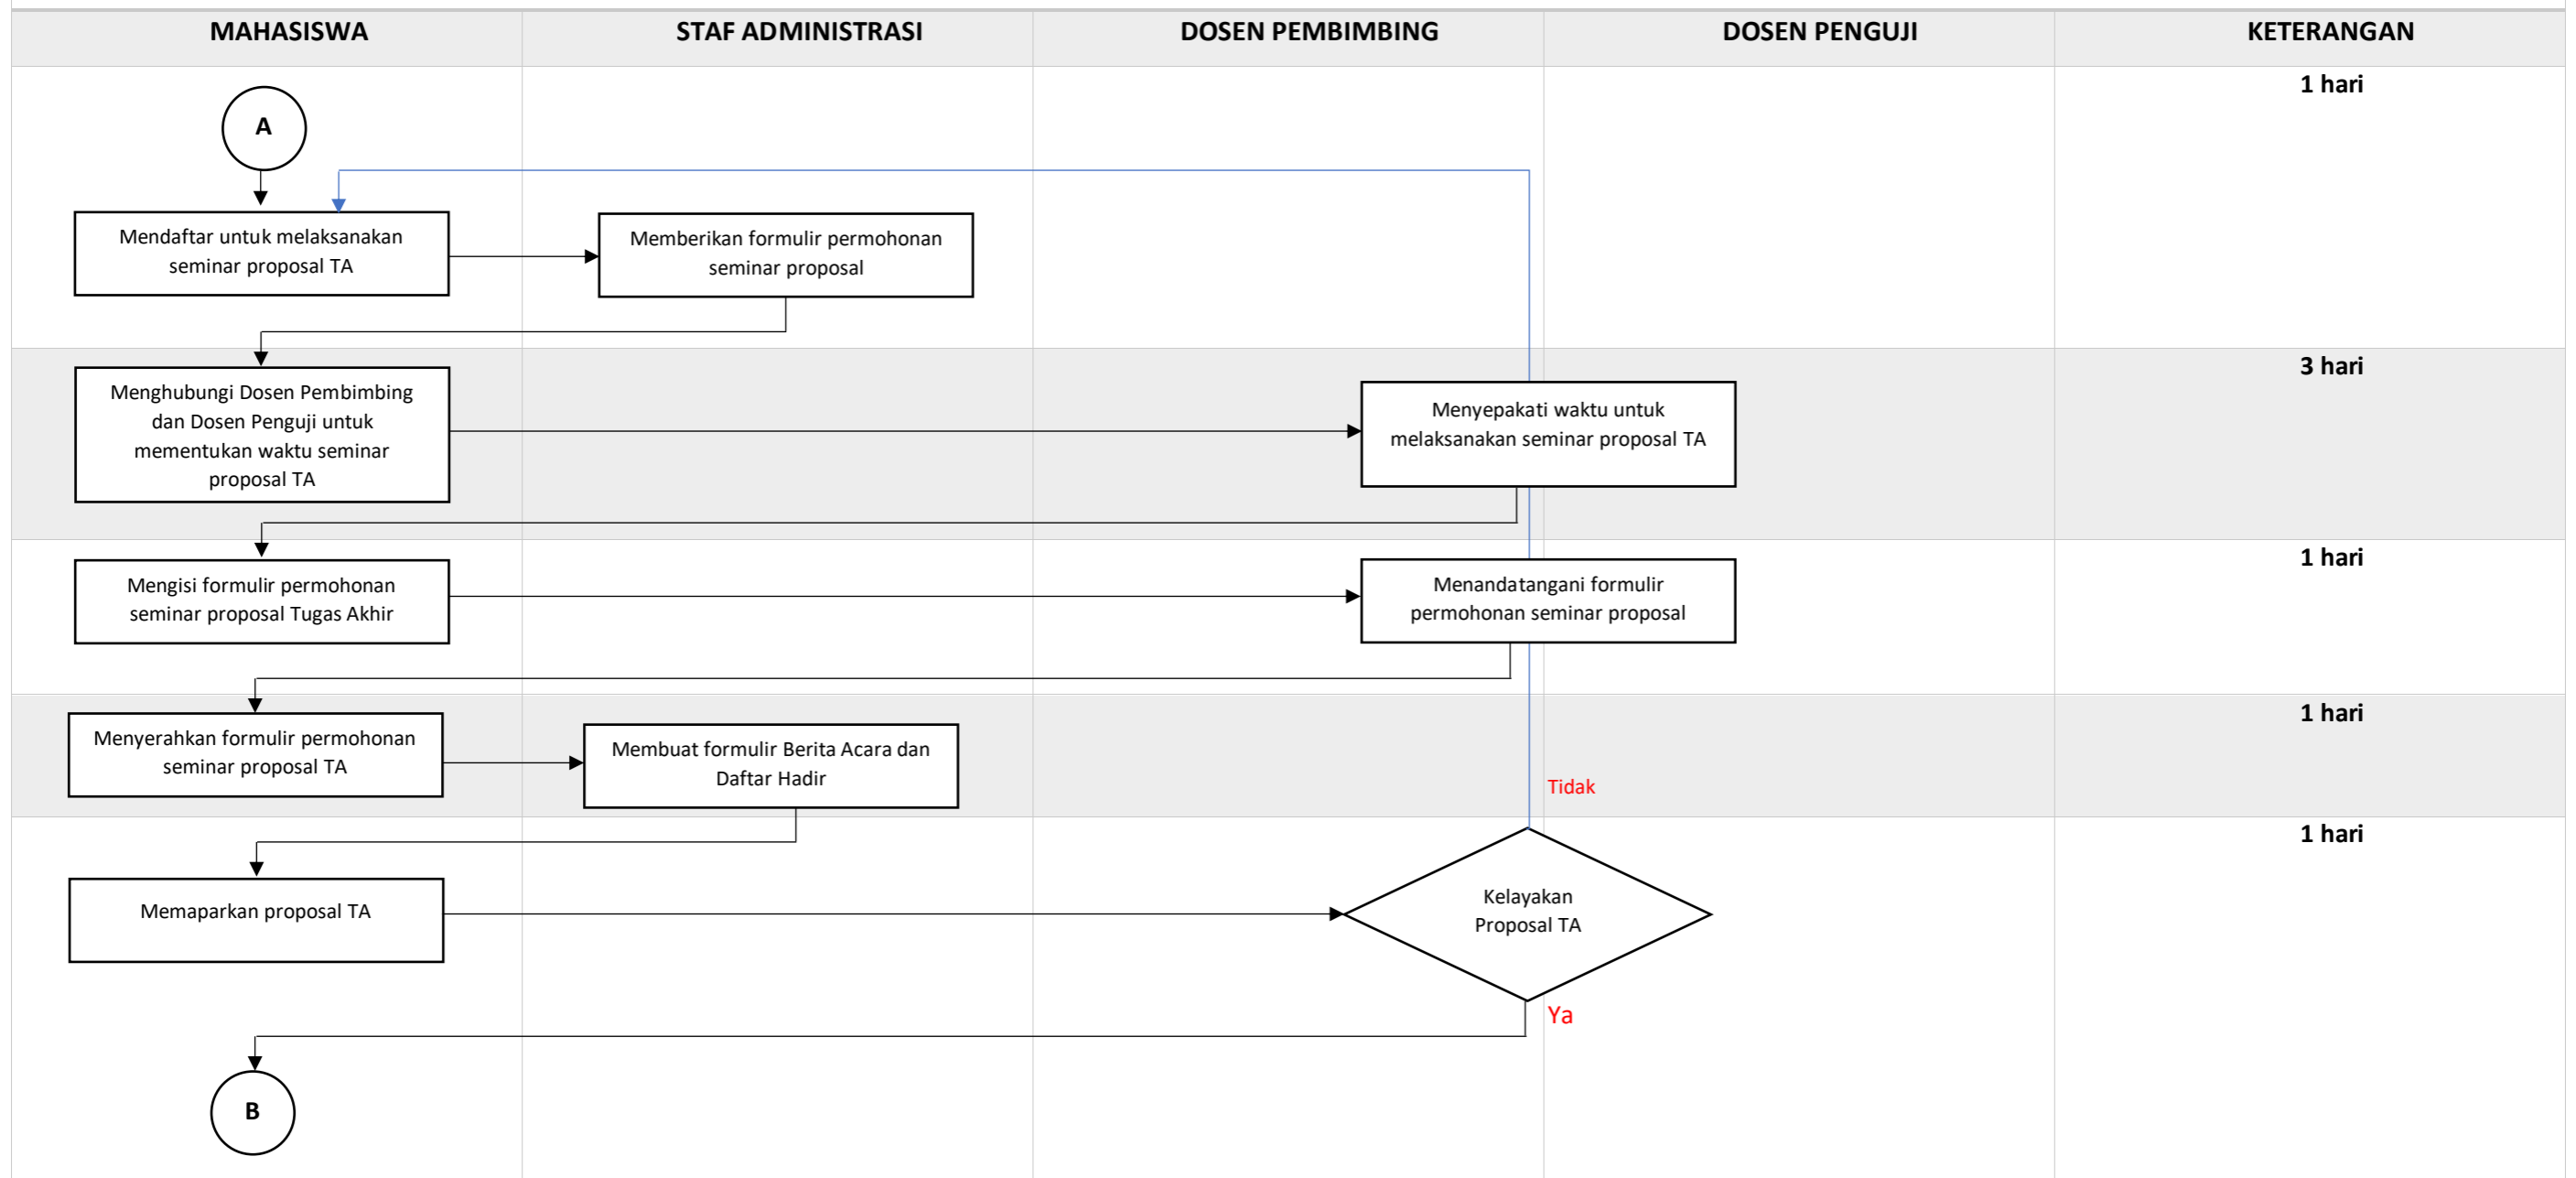 MAHASISWA
STAF ADMINISTRASI
DOSEN PEMBIMBING
DOSEN PENGUJI
KETERANGAN
1 hari
A
Mendaftar untuk melaksanakan
seminar proposal TA
Memberikan formulir permohonan
seminar proposal
3 hari
Menghubungi Dosen Pembimbing
dan Dosen Penguji untuk
mementukan waktu seminar
proposal TA
Menyepakati waktu untuk
melaksanakan seminar proposal TA
1 hari
Mengisi formulir permohonan
seminar proposal Tugas Akhir
Menandatangani formulir
permohonan seminar proposal
1 hari
Menyerahkan formulir permohonan
seminar proposal TA
Membuat formulir Berita Acara dan
Daftar Hadir
Tidak
1 hari
Memaparkan proposal TA
Kelayakan
Proposal TA
Ya
B